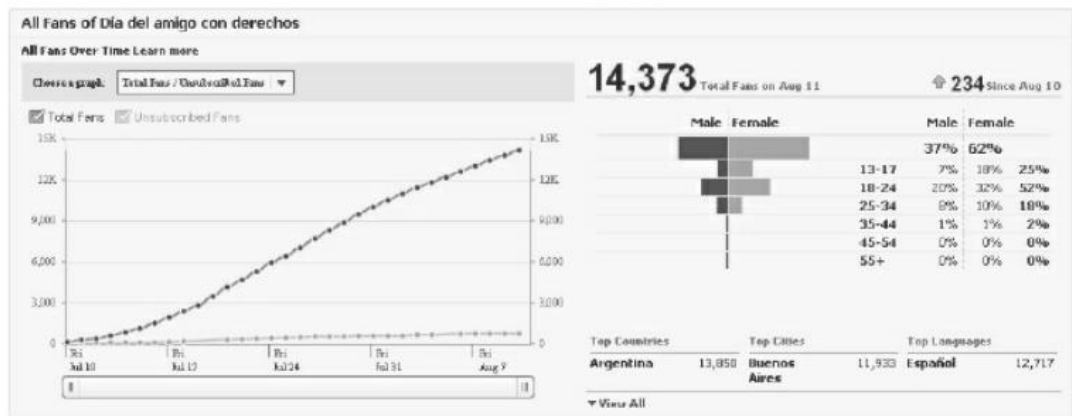 All Fans of Día del amigo con derechos
All Fans Over Time Learn more
Choose a graph: Total Fans / Unsubscribed Fans
Total Fans Unsubscribed Fans
15K 15K
12K 12K
9,000 9,000
6,000 6,000
3,000 3,000
0 0
Fri Fri Fri Fri Fri
Jul 10 Jul 17 Jul 24 Jul 31 Aug 7
14,373 Total Fans on Aug 11 234 Since Aug 10
Male Female Male Female
37% 62%
13-17 7% 18% 25%
18-24 20% 32% 52%
25-34 8% 10% 18%
35-44 1% 1% 2%
45-54 0% 0% 0%
55+ 0% 0% 0%
Top Countries Top Cities Top Languages
Argentina 13,850 Buenos Aires 11,933 Español 12,717
View All